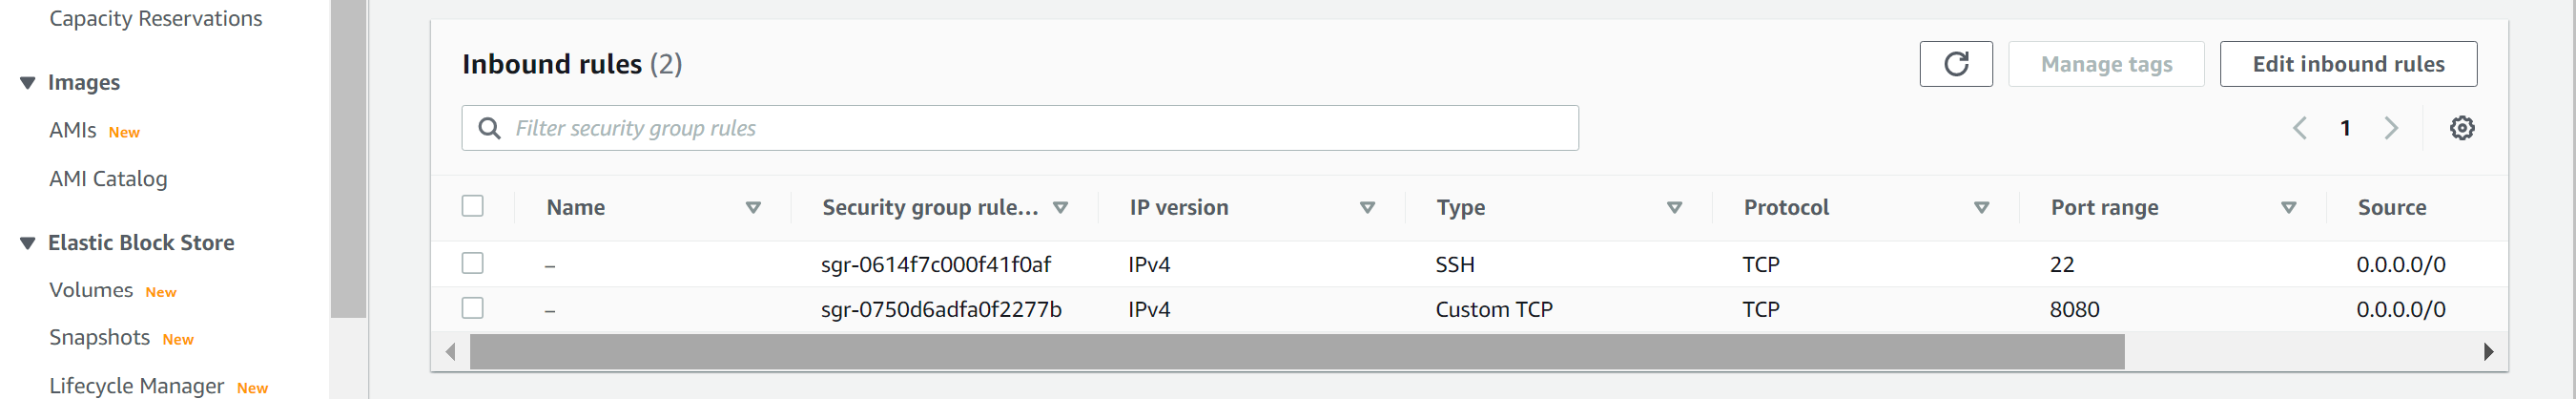 Capacity Reservations
Images
AMIs New
AMI Catalog
Elastic Block Store
Volumes New
Snapshots New
Lifecycle Manager New
Inbound rules (2)
Manage tags
Edit inbound rules
Filter security group rules
1
Name Security group rule... IP version Type Protocol Port range Source
– sgr-0614f7c000f41f0af IPv4 SSH TCP 22 0.0.0.0/0
– sgr-0750d6adfa0f2277b IPv4 Custom TCP TCP 8080 0.0.0.0/0